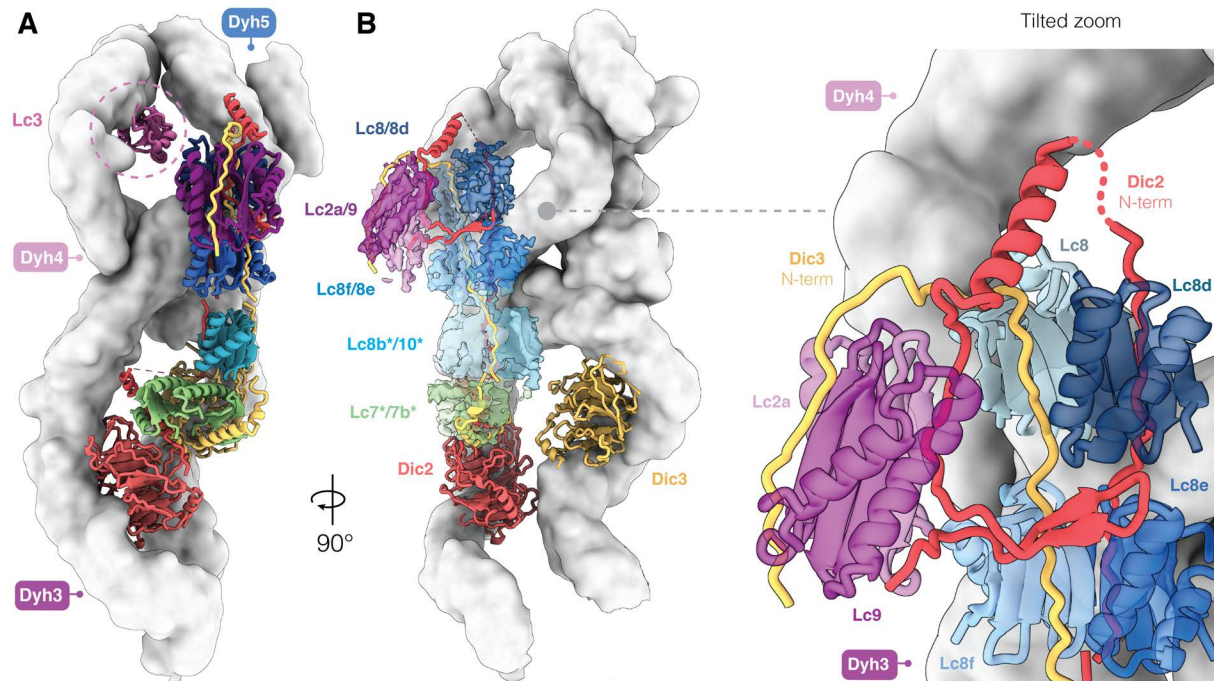 A
Dyh5
Lc3
Dyh4
Dyh3
90°
B
Lc8/8d
Lc2a/9
Lc8f/8e
Lc8b*/10*
Lc7*/7b*
Dic2
Dic3
Tilted zoom
Dyh4
Dic2
N-term
Dic3
N-term
Lc8
Lc8d
Lc2a
Lc8e
Lc9
Lc8f
Dyh3